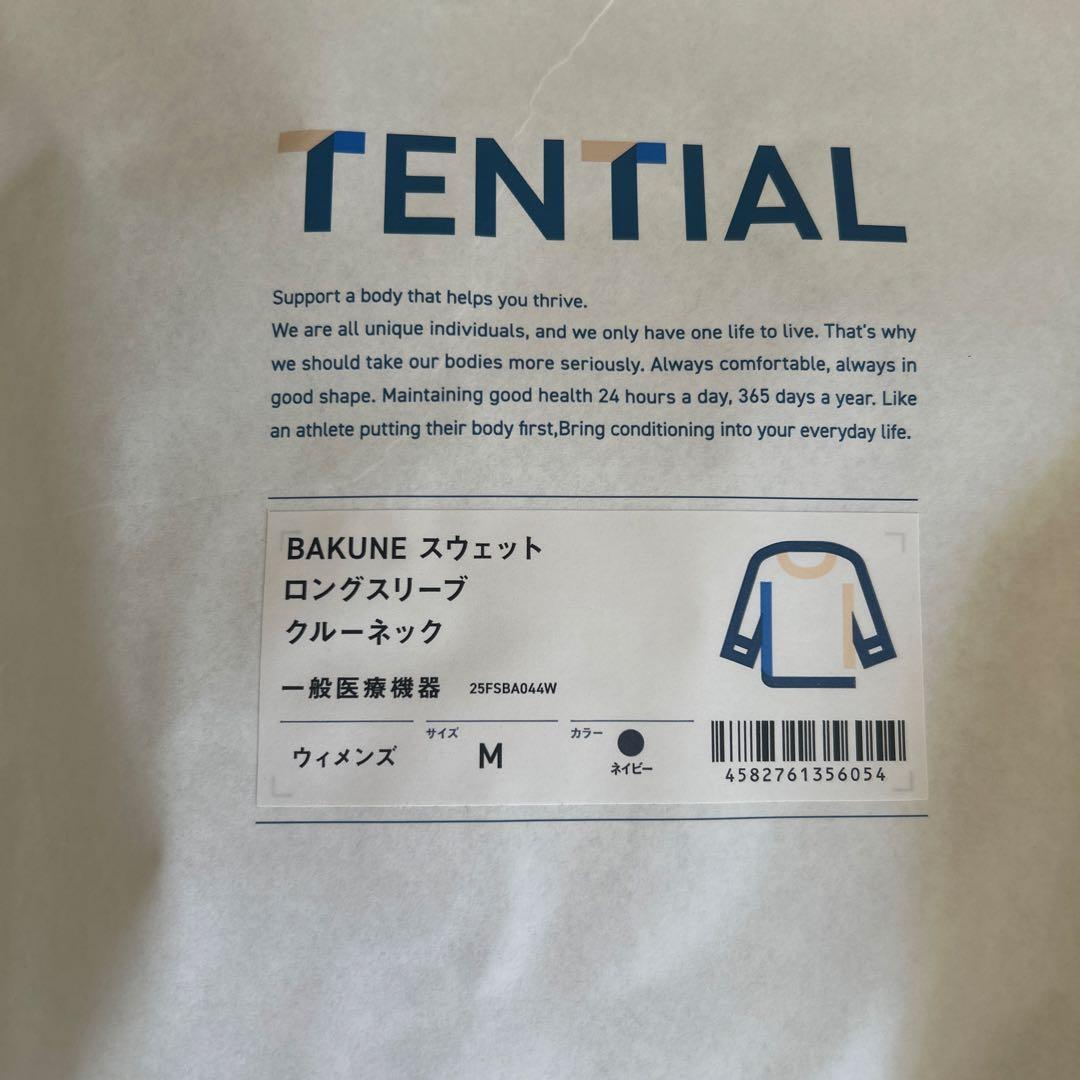 TENTIAL
Support a body that helps you thrive.
We are all unique individuals, and we only have one life to live. That's why
we should take our bodies more seriously. Always comfortable, always in
good shape. Maintaining good health 24 hours a day, 365 days a year. Like
an athlete putting their body first,Bring conditioning into your everyday life.
BAKUNE スウェット
ロングスリーブ
クルーネック
一般医療機器 25FSBA044W
ウィメンズ
サイズ
M
カラー
ネイビー
4582761356054